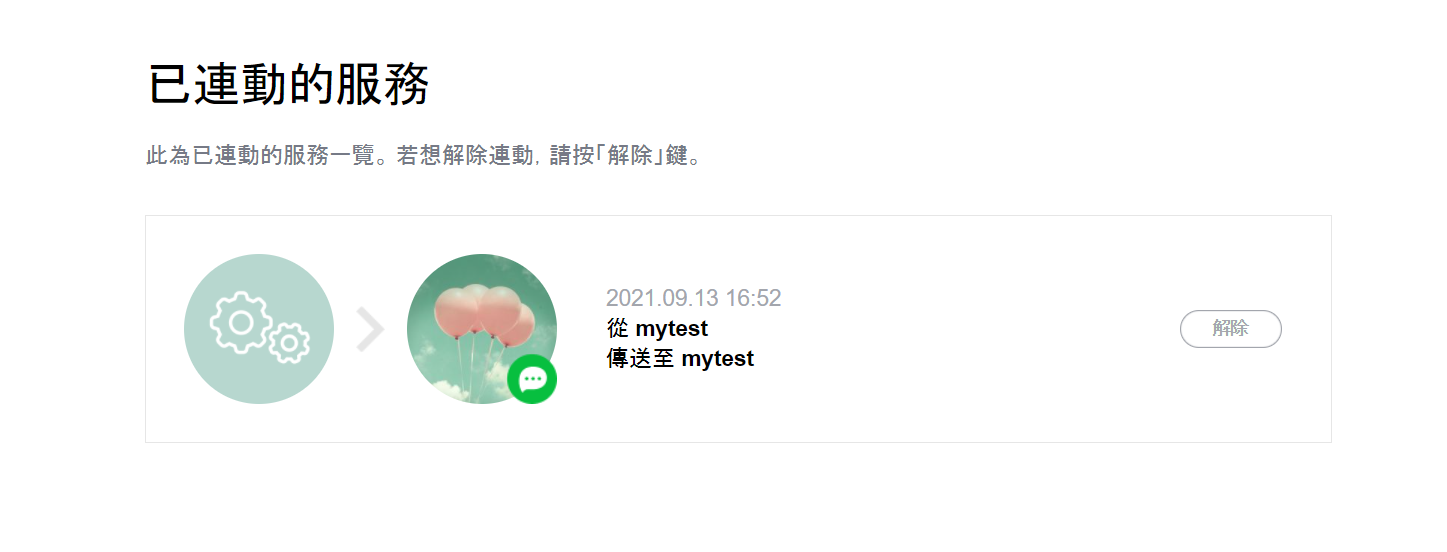 已連動的服務
此為已連動的服務一覽。若想解除連動，請按「解除」鍵。
2021.09.13 16:52
從 mytest
傳送至 mytest
解除